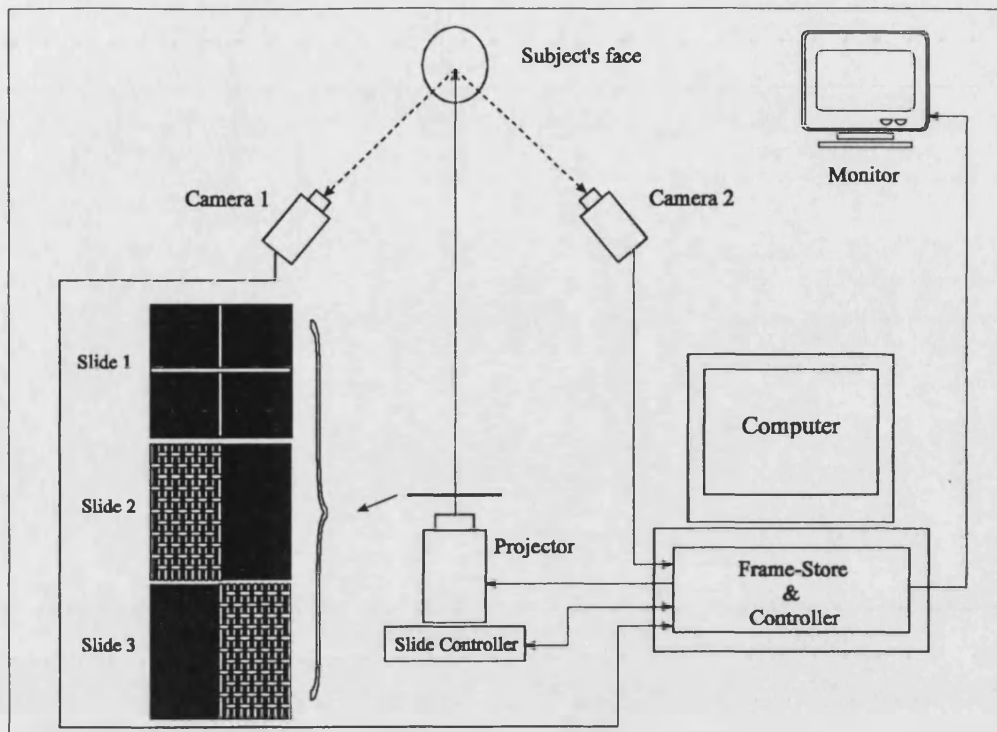 Subject's face
Monitor
Camera 1
Camera 2
Slide 1
Computer
Slide 2
Projector
Frame-Store
&
Controller
Slide 3
Slide Controller